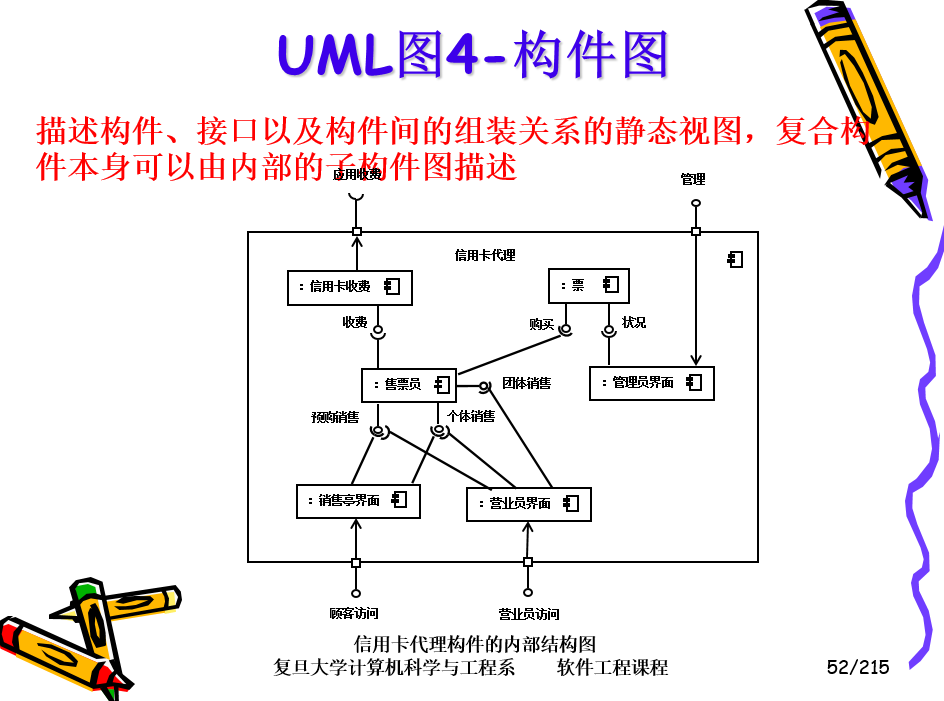 UML图4-构件图
描述构件、接口以及构件间的组装关系的静态视图，复合构
件本身可以由内部的子构件图描述
应用收费
管理
信用卡代理
：信用卡收费
：票
收费
购买
状况
：售票员
团体销售
：管理员界面
预购销售
个体销售
：销售亭界面
：营业员界面
顾客访问
营业员访问
信用卡代理构件的内部结构图
复旦大学计算机科学与工程系 软件工程课程
52/215